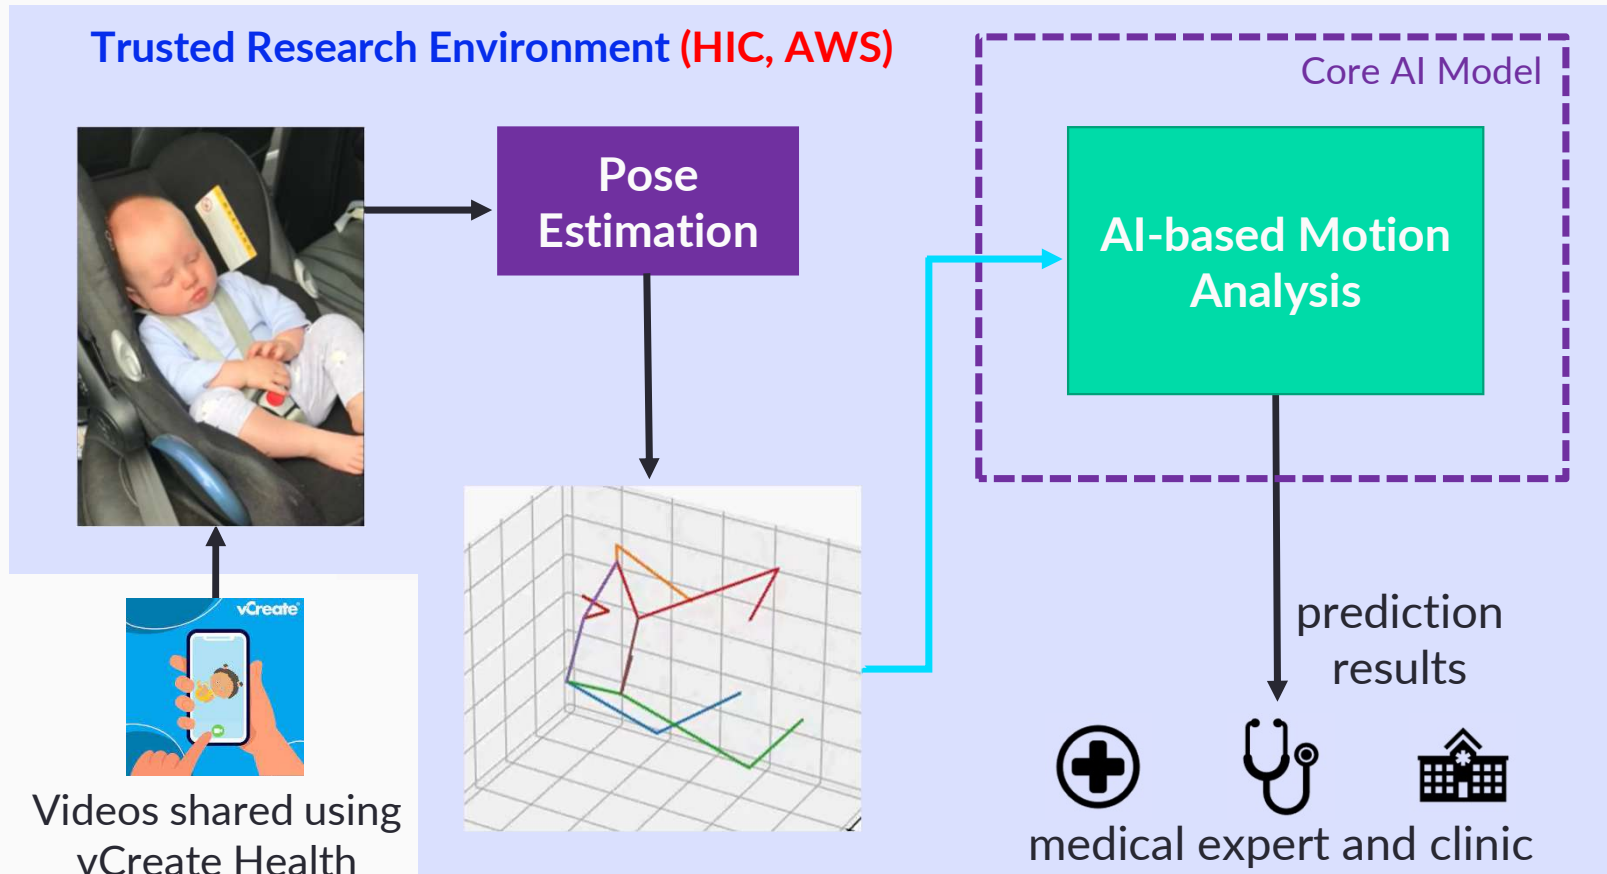 Trusted Research Environment (HIC, AWS)
Core AI Model
Pose
Estimation
AI-based Motion
Analysis
vCreate
Videos shared using
vCreate Health
prediction
results
medical expert and clinic